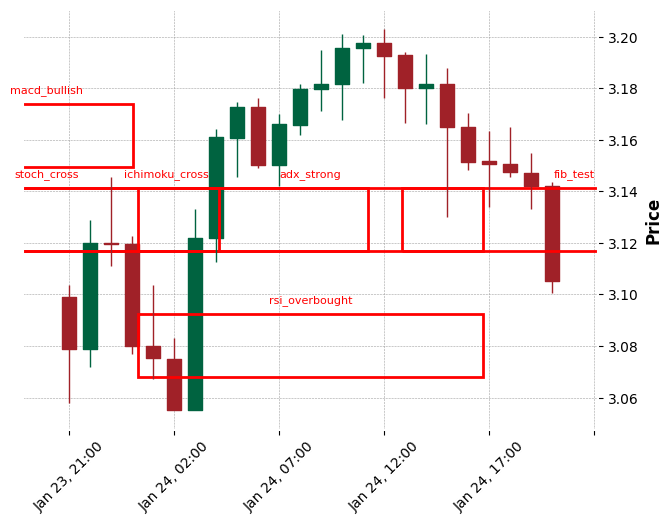 macd_bullish
stoch_cross
ichimoku_cross
adx_strong
fib_test
rsi_overbought
3.20
3.18
3.16
3.14
3.12
3.10
3.08
3.06
Price
Jan 23, 21:00
Jan 24, 02:00
Jan 24, 07:00
Jan 24, 12:00
Jan 24, 17:00